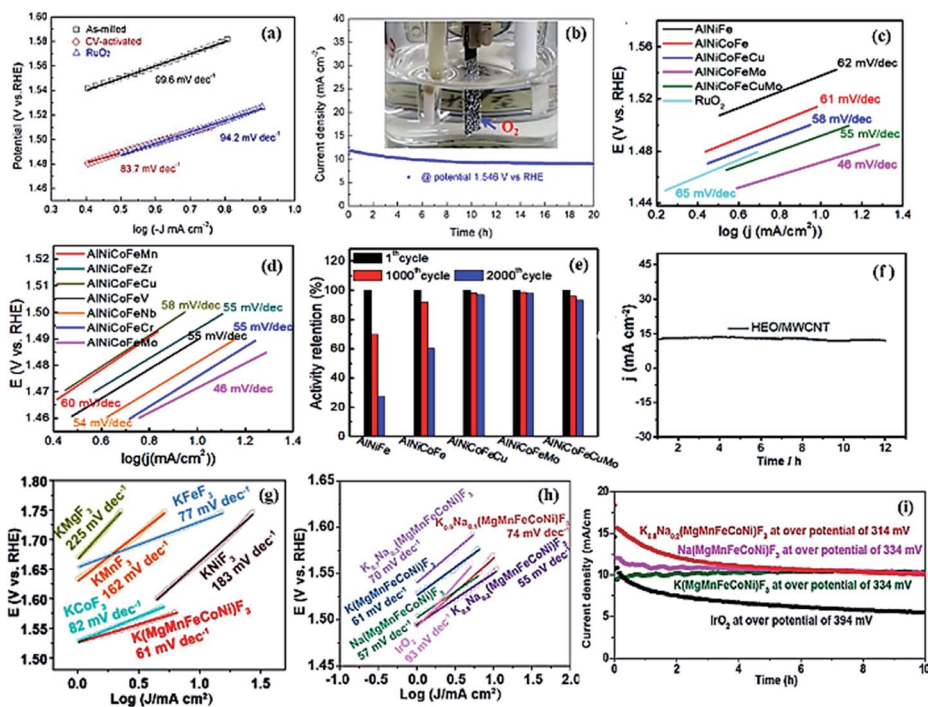 (a)
As-milled
CV-activated
RuO₂
99.6 mV dec⁻¹
94.2 mV dec⁻¹
83.7 mV dec⁻¹
Potential (V vs.RHE)
1.60
1.58
1.56
1.54
1.52
1.50
1.48
1.46
0.3 0.4 0.5 0.6 0.7 0.8 0.9 1.0
log (-J mA cm⁻²)
(b)
O₂
@ potential 1.546 V vs RHE
Current density (mA cm⁻²)
40
35
30
25
20
15
10
5
0
0 2 4 6 8 10 12 14 16 18 20
Time (h)
(c)
AlNiFe
AlNiCoFe
AlNiCoFeCu
AlNiCoFeMo
AlNiCoFeCuMo
RuO₂
62 mV/dec
61 mV/dec
58 mV/dec
55 mV/dec
46 mV/dec
65 mV/dec
E (V vs. RHE)
1.56
1.52
1.48
1.44
0.2 0.4 0.6 0.8 1.0 1.2 1.4
log (j (mA/cm²))
(d)
AlNiCoFeMn
AlNiCoFeZr
AlNiCoFeCu
AlNiCoFeV
AlNiCoFeNb
AlNiCoFeCr
AlNiCoFeMo
58 mV/dec
55 mV/dec
55 mV/dec
55 mV/dec
46 mV/dec
60 mV/dec
54 mV/dec
E (V vs. RHE)
1.52
1.51
1.50
1.49
1.48
1.47
1.46
0.4 0.6 0.8 1.0 1.2 1.4 1.6
log(j(mA/cm²))
(e)
1ᵗʰcycle
1000ᵗʰcycle
2000ᵗʰcycle
Activity retention (%)
120
100
80
60
40
20
0
AlNiFe
AlNiCoFe
AlNiCoFeCu
AlNiCoFeMo
AlNiCoFeCuMo
(f)
HEO/MWCNT
j (mA cm⁻²)
45
30
15
0
-15
-30
2 4 6 8 10 12
Time / h
(g)
KMgF₃
225 mV dec⁻¹
KFeF₃
77 mV dec⁻¹
KMnF₃
162 mV dec⁻¹
KNiF₃
183 mV dec⁻¹
KCoF₃
82 mV dec⁻¹
K(MgMnFeCoNi)F₃
61 mV dec⁻¹
E (V vs. RHE)
1.80
1.75
1.70
1.65
1.60
1.55
1.50
0.0 0.5 1.0 1.5
Log (J/mA cm²)
(h)
70 mV dec⁻¹
74 mV dec⁻¹
K(MgMnFeCoNi)F₃
61 mV dec⁻¹
Na(MgMnFeCoNi)F₃
57 mV dec⁻¹
IrO₂
93 mV dec⁻¹
55 mV dec⁻¹
E (V vs. RHE)
1.65
1.60
1.55
1.50
1.45
-1.0 -0.5 0.0 0.5 1.0 1.5 2.0
Log (J/mA cm²)
(i)
K₀.₈Na₀.₂(MgMnFeCoNi)F₃ at over potential of 314 mV
Na(MgMnFeCoNi)F₃ at over potential of 334 mV
K(MgMnFeCoNi)F₃ at over potential of 334 mV
IrO₂ at over potential of 394 mV
Current density (mA/cm
20
15
10
5
0
0 2 4 6 8 10
Time (h)